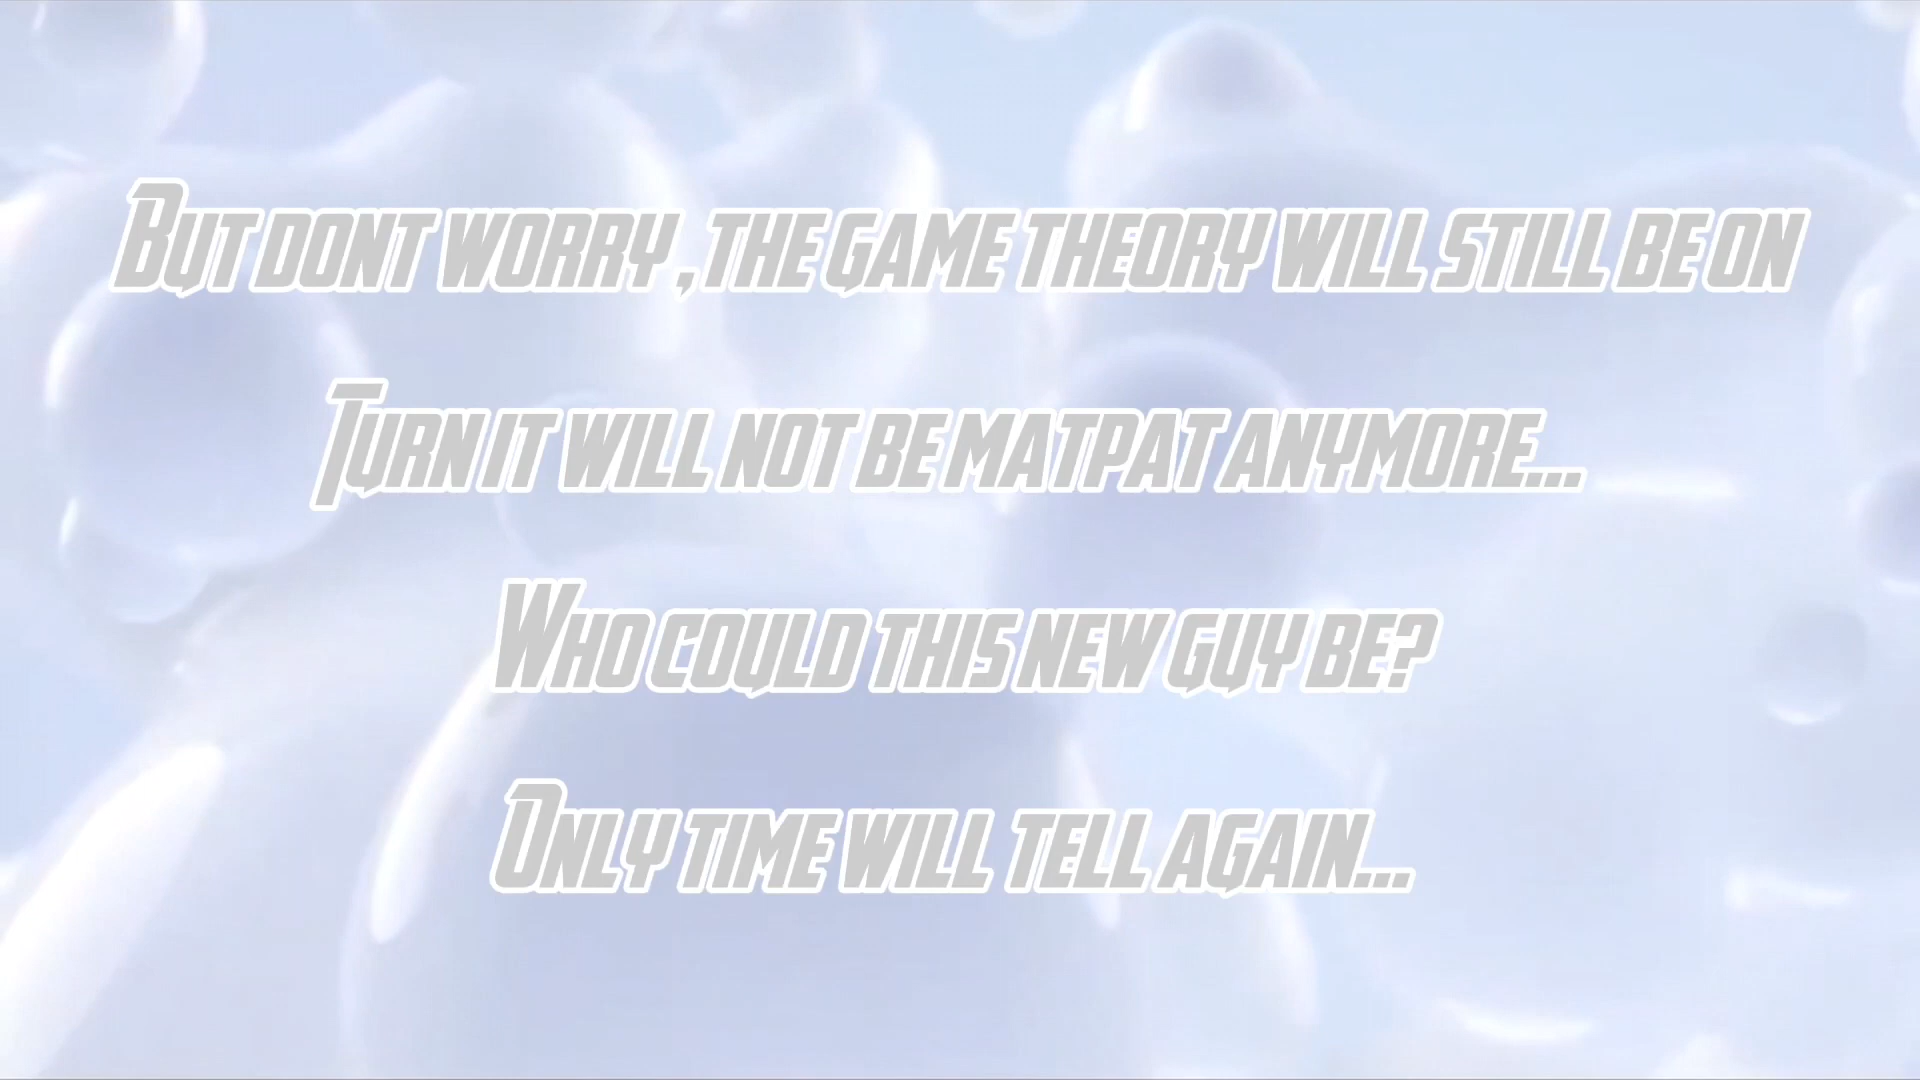 But dont worry , the game theory will still be on
Turn it will not be matpat anymore...
Who could this new guy be?
Only time will tell again...